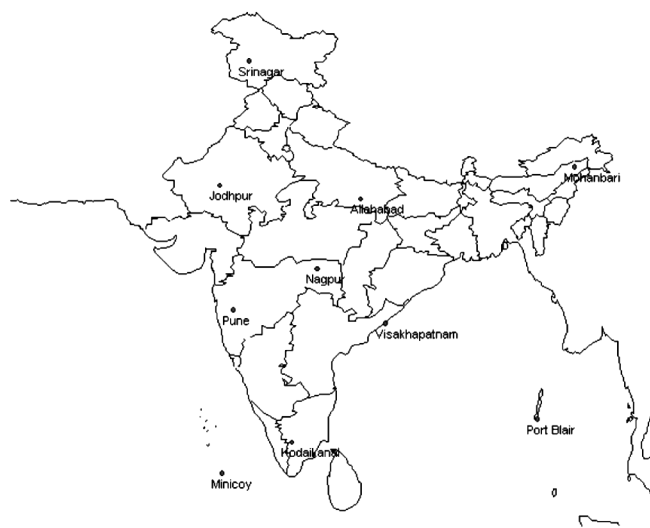 Srinagar
Mohanbari
Jodhpur
Allahabad
Nagpur
Pune
Visakhapatnam
Port Blair
Kodaikanal
Minicoy